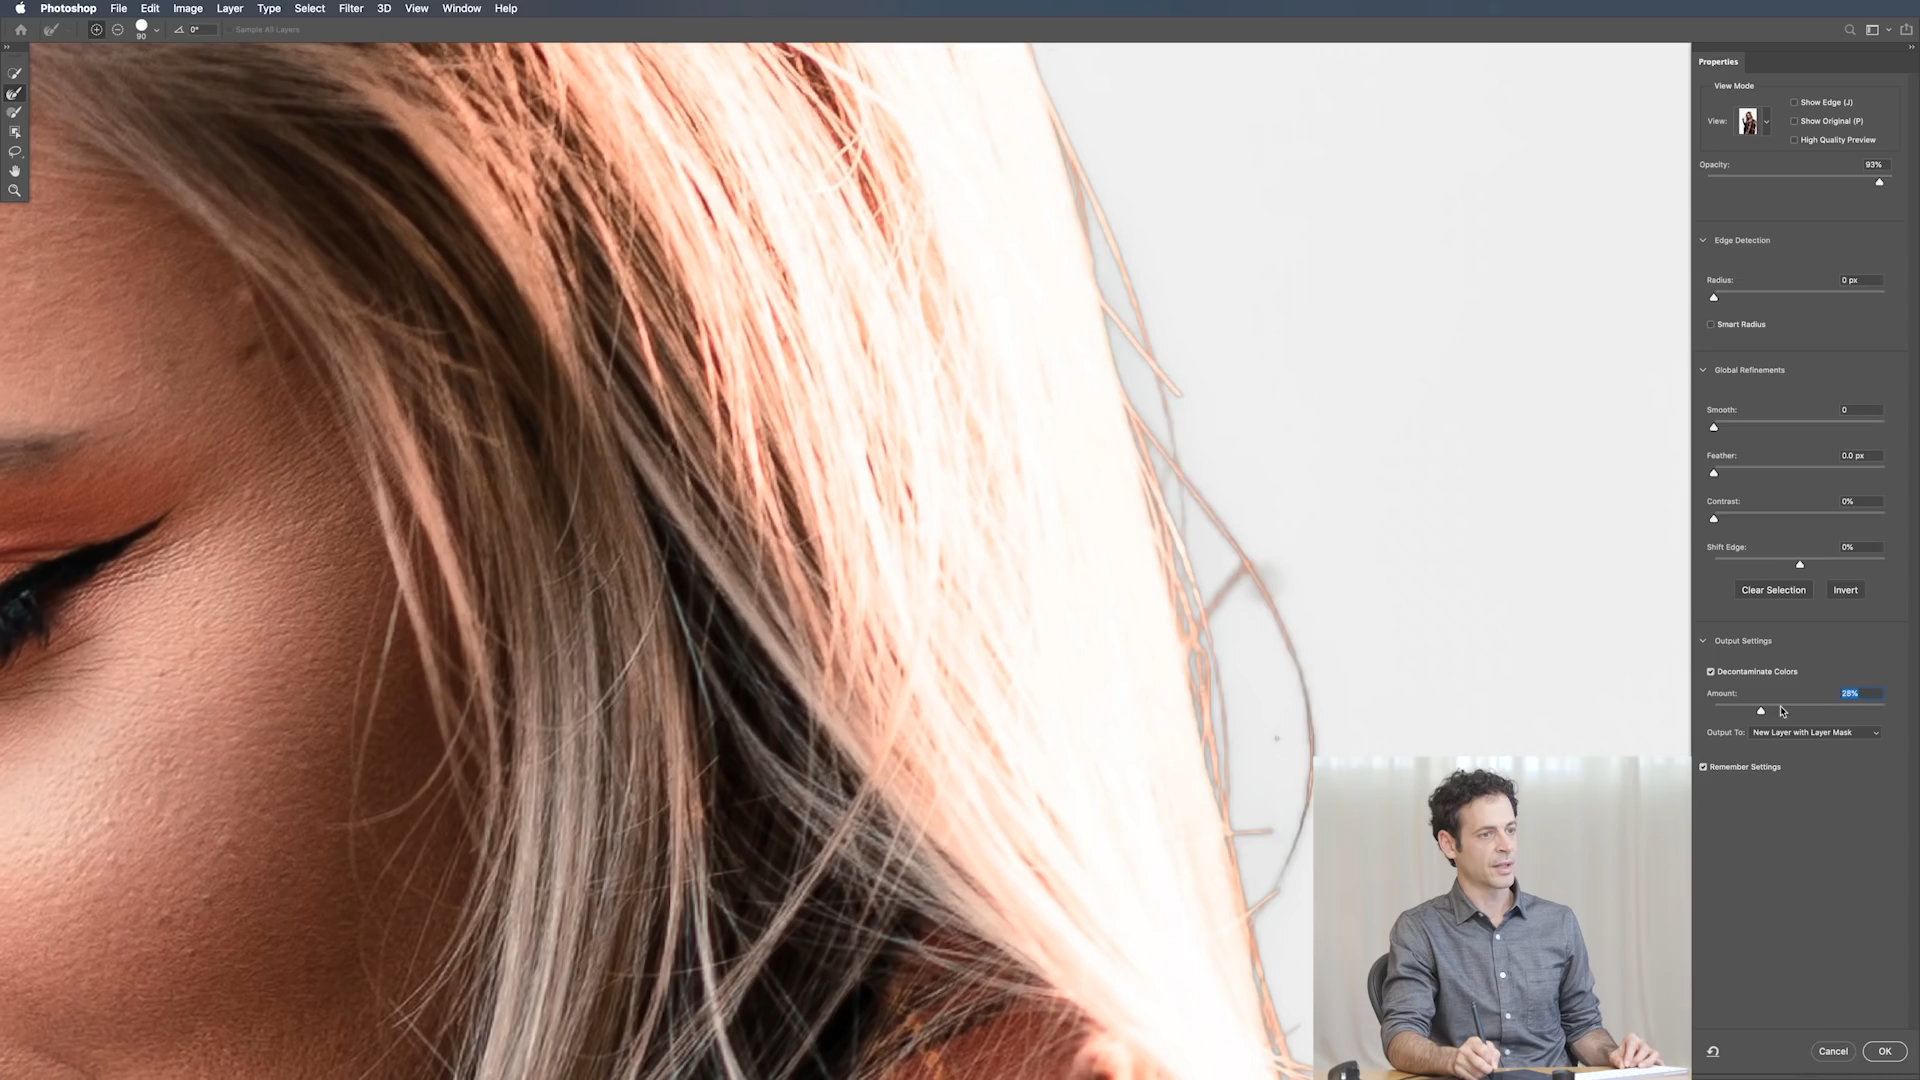 Photoshop File Edit Image Layer Type Select Filter 3D View Window Help
90 0° Sample All Layers
Properties
View Mode
Show Edge (J)
View: Show Original (P)
High Quality Preview
Opacity: 93%
Edge Detection
Radius: 0 px
Smart Radius
Global Refinements
Smooth: 0
Feather: 0.0 px
Contrast: 0%
Shift Edge: 0%
Clear Selection Invert
Output Settings
Decontaminate Colors
Amount: 28%
Output To: New Layer with Layer Mask
Remember Settings
Cancel OK